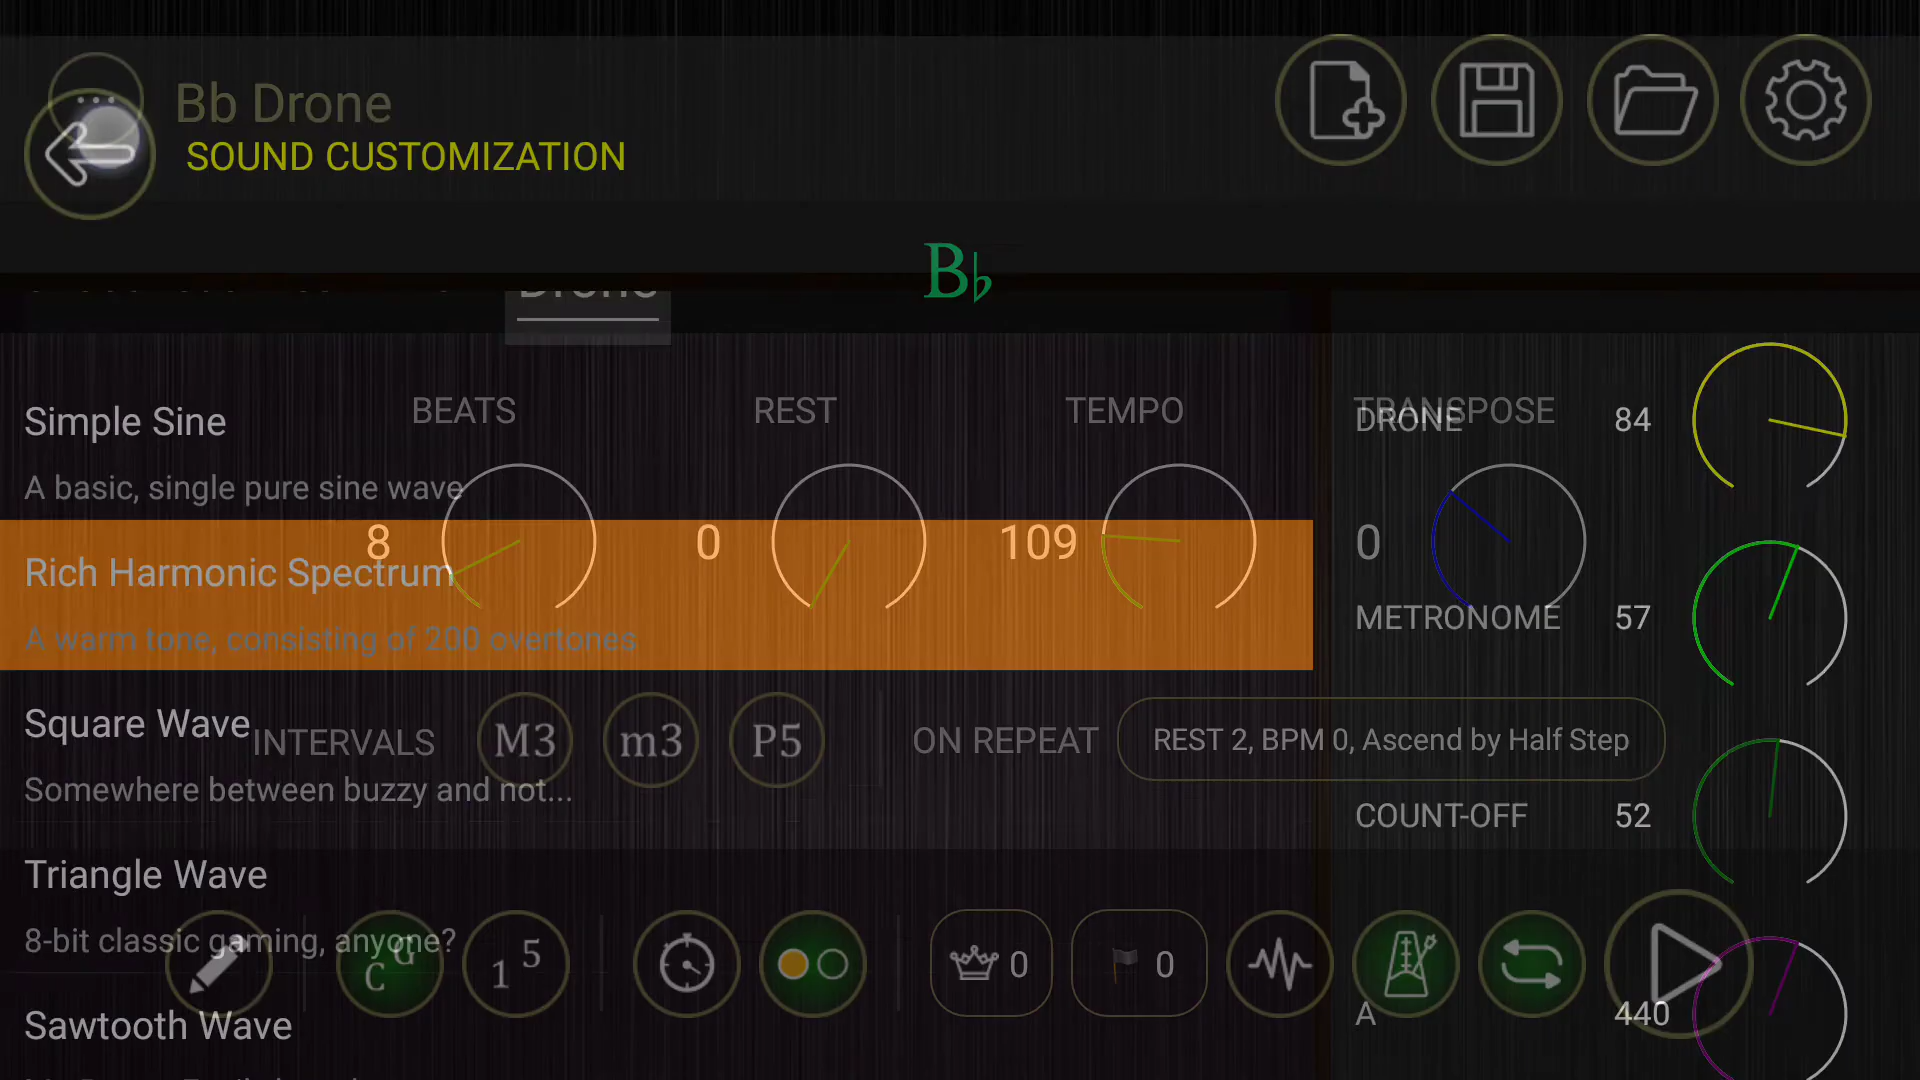 Bb Drone
SOUND CUSTOMIZATION
B♭
Drone
BEATS
REST
TEMPO
TRANSPOSE
8
0
109
0
Simple Sine
A basic, single pure sine wave
Rich Harmonic Spectrum
A warm tone, consisting of 200 overtones
Square Wave
Somewhere between buzzy and not...
Triangle Wave
8-bit classic gaming, anyone?
Sawtooth Wave
DRONE 84
METRONOME 57
COUNT-OFF 52
A 440
INTERVALS M3 m3 P5
ON REPEAT REST 2, BPM 0, Ascend by Half Step
C G
1 5
0
0